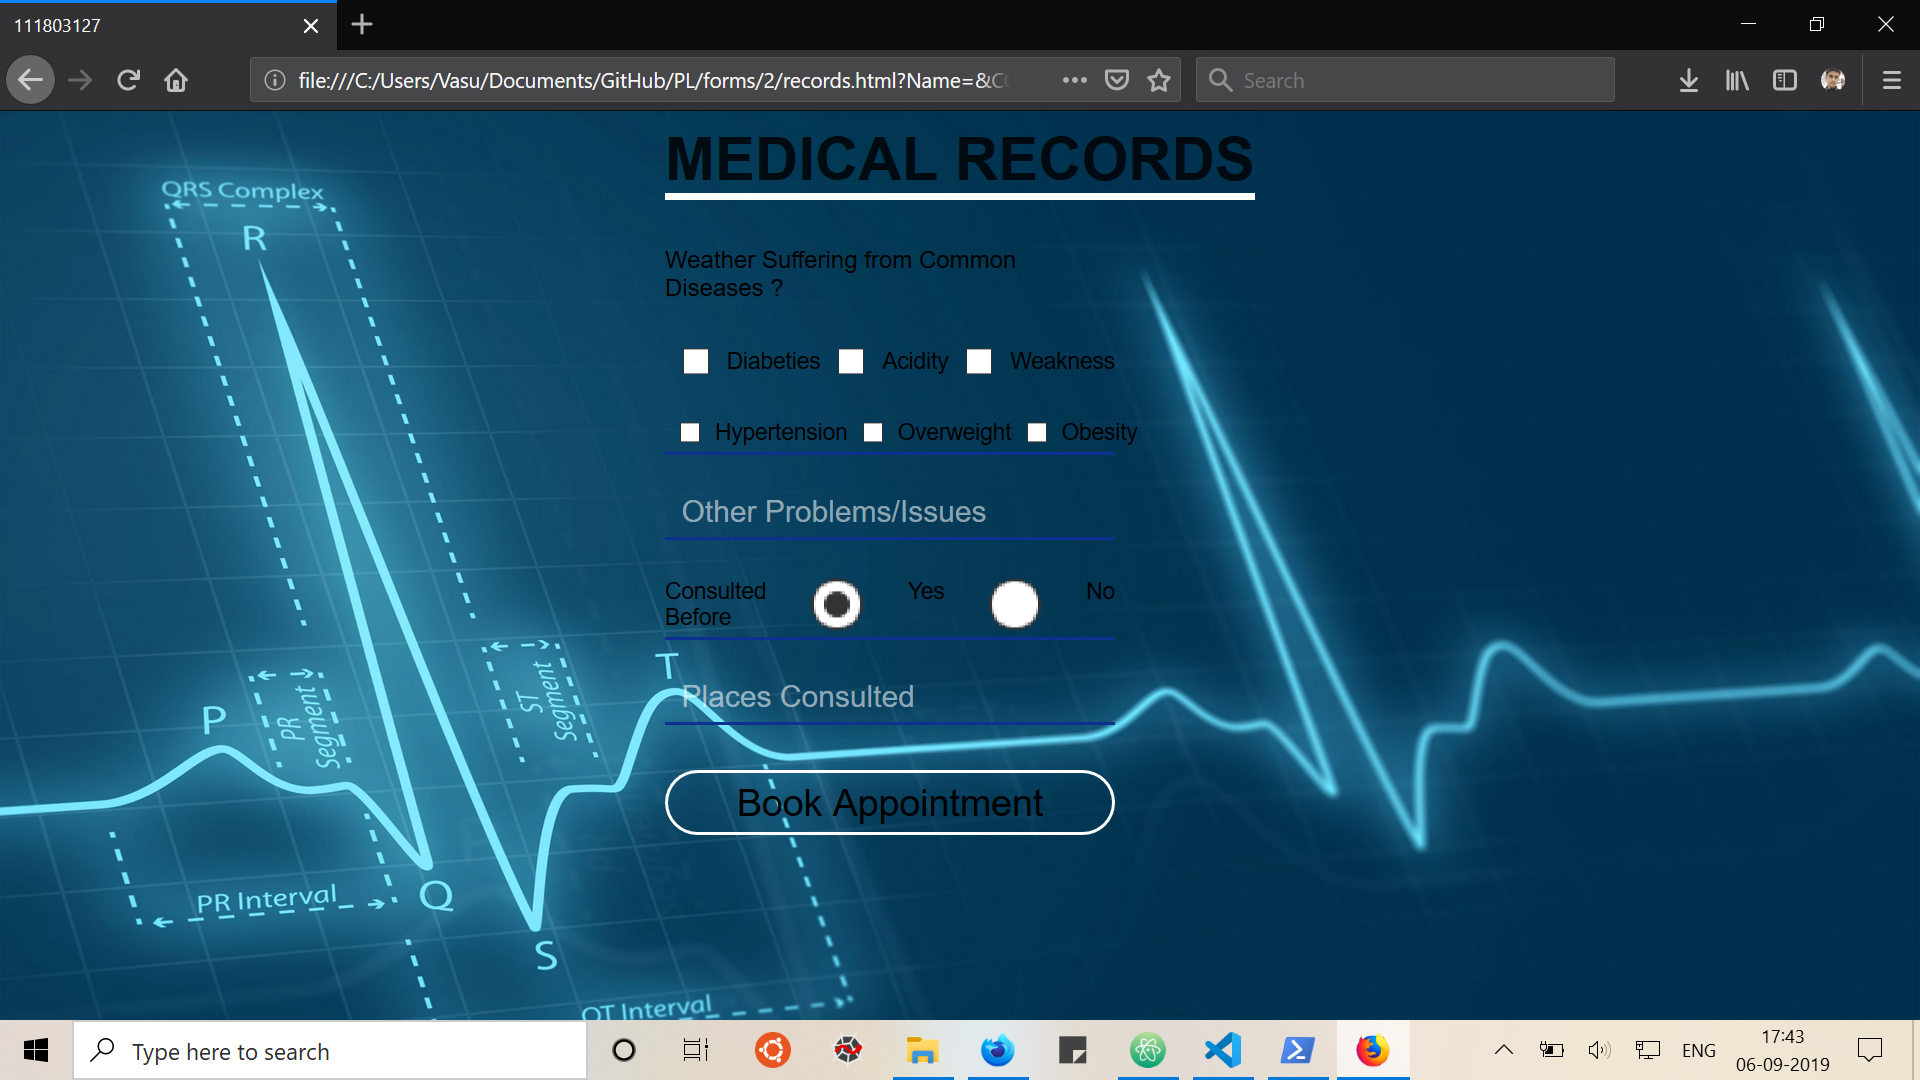 111803127
file:///C:/Users/Vasu/Documents/GitHub/PL/forms/2/records.html?Name=&CO
Search
MEDICAL RECORDS
QRS Complex
R
Weather Suffering from Common
Diseases ?
Diabeties Acidity Weakness
Hypertension Overweight Obesity
Other Problems/Issues
Consulted
Before
Yes No
T
ST
Segment
PR
Segment
P
Places Consulted
Book Appointment
PR Interval
Q
S
QT Interval
Type here to search
ENG
17:43
06-09-2019